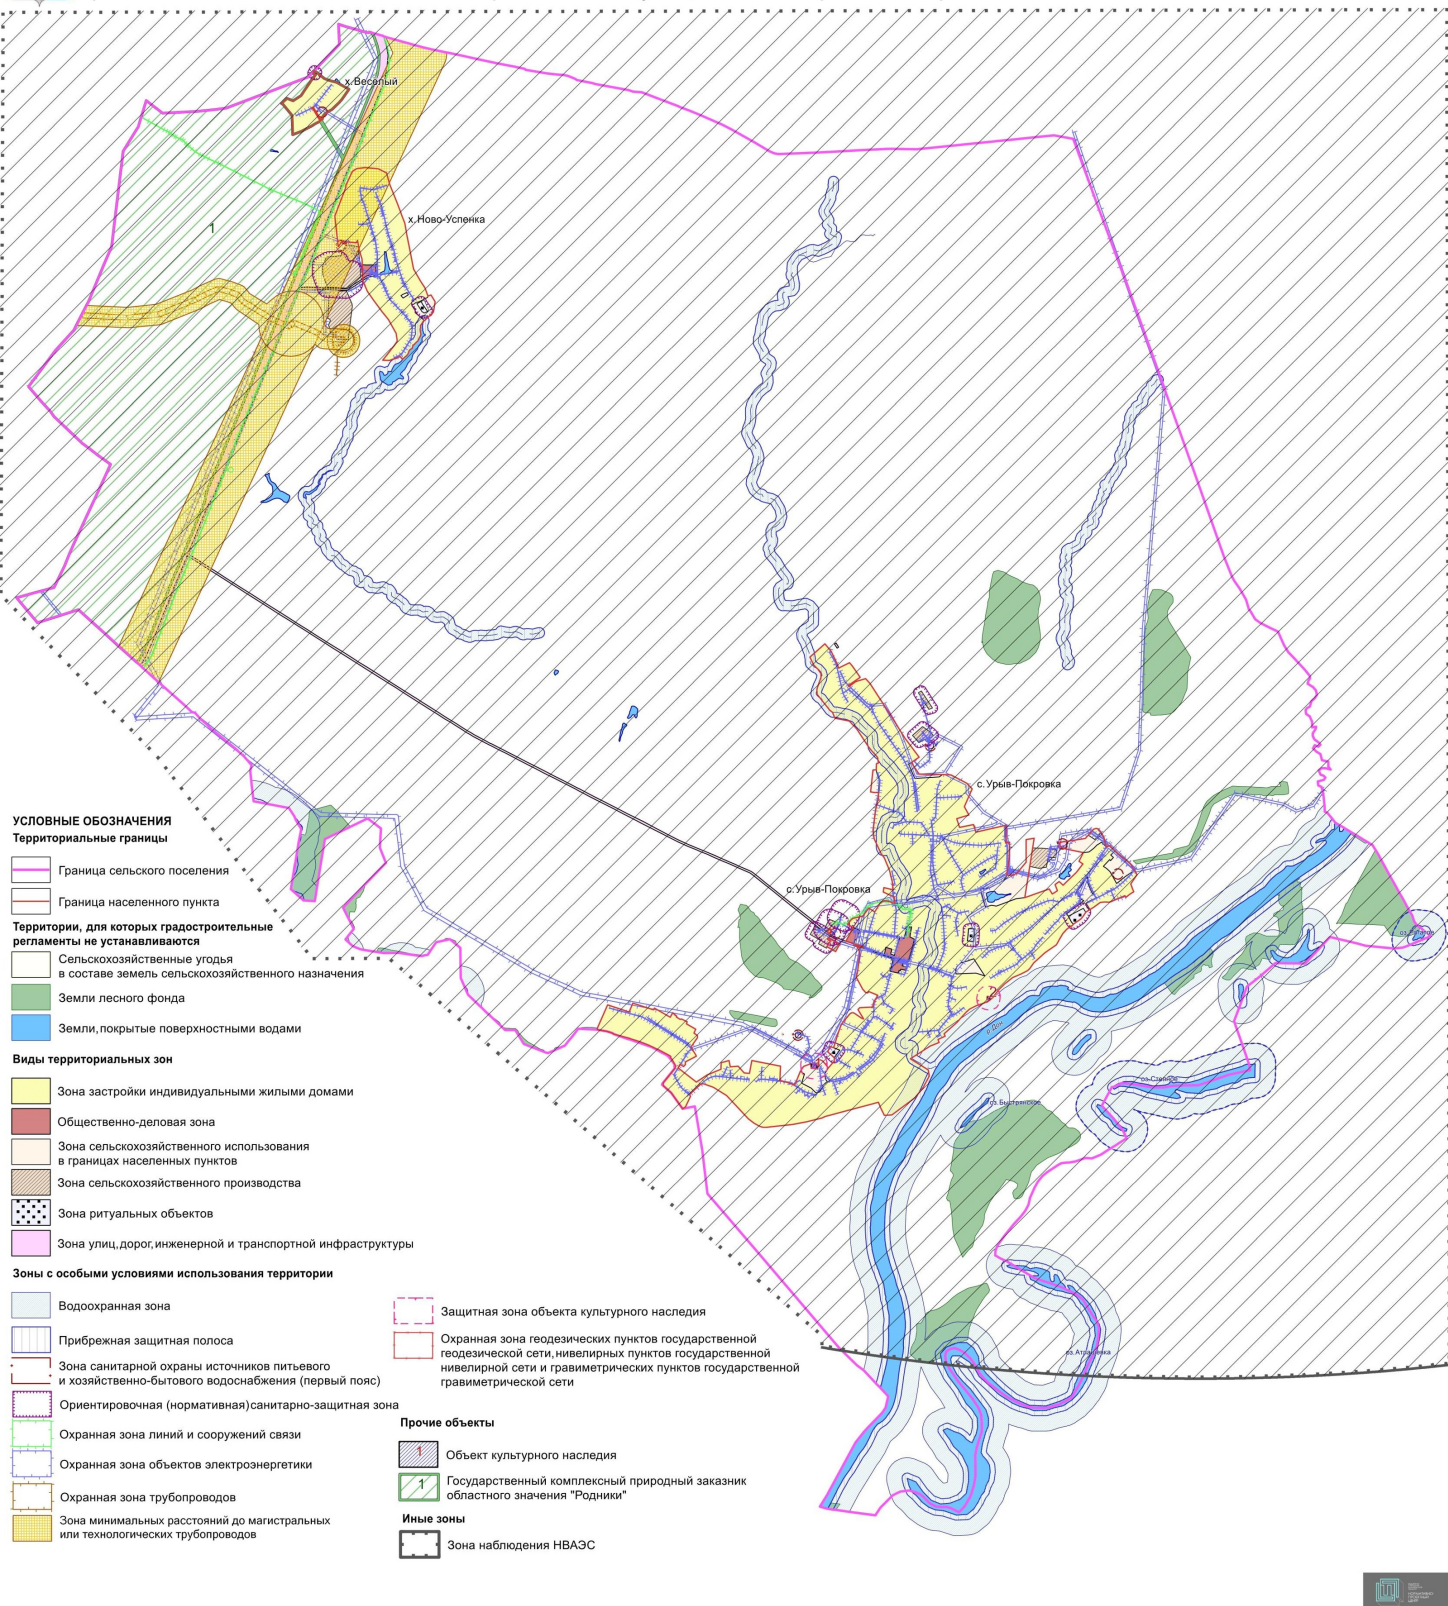 х.Веселый
1
х.Ново-Успенка
с.Урыв-Покровка
с.Урыв-Покровка
1
р.Дон
оз.Стойное
оз.Быстрянское
УСЛОВНЫЕ ОБОЗНАЧЕНИЯ
Территориальные границы
Граница сельского поселения
Граница населенного пункта
Территории, для которых градостроительные
регламенты не устанавливаются
Сельскохозяйственные угодья
в составе земель сельскохозяйственного назначения
Земли лесного фонда
Земли, покрытые поверхностными водами
Виды территориальных зон
Зона застройки индивидуальными жилыми домами
Общественно-деловая зона
Зона сельскохозяйственного использования
в границах населенных пунктов
Зона сельскохозяйственного производства
Зона ритуальных объектов
Зона улиц, дорог, инженерной и транспортной инфраструктуры
Зоны с особыми условиями использования территории
Водоохранная зона
Прибрежная защитная полоса
Зона санитарной охраны источников питьевого
и хозяйственно-бытового водоснабжения (первый пояс)
Ориентировочная (нормативная) санитарно-защитная зона
Охранная зона линий и сооружений связи
Охранная зона объектов электроэнергетики
Охранная зона трубопроводов
Зона минимальных расстояний до магистральных
или технологических трубопроводов
Защитная зона объекта культурного наследия
Охранная зона геодезических пунктов государственной
геодезической сети, нивелирных пунктов государственной
нивелирной сети и гравиметрических пунктов государственной
гравиметрической сети
Прочие объекты
1
Объект культурного наследия
1
Государственный комплексный природный заказник
областного значения "Родники"
Иные зоны
Зона наблюдения НВАЭС